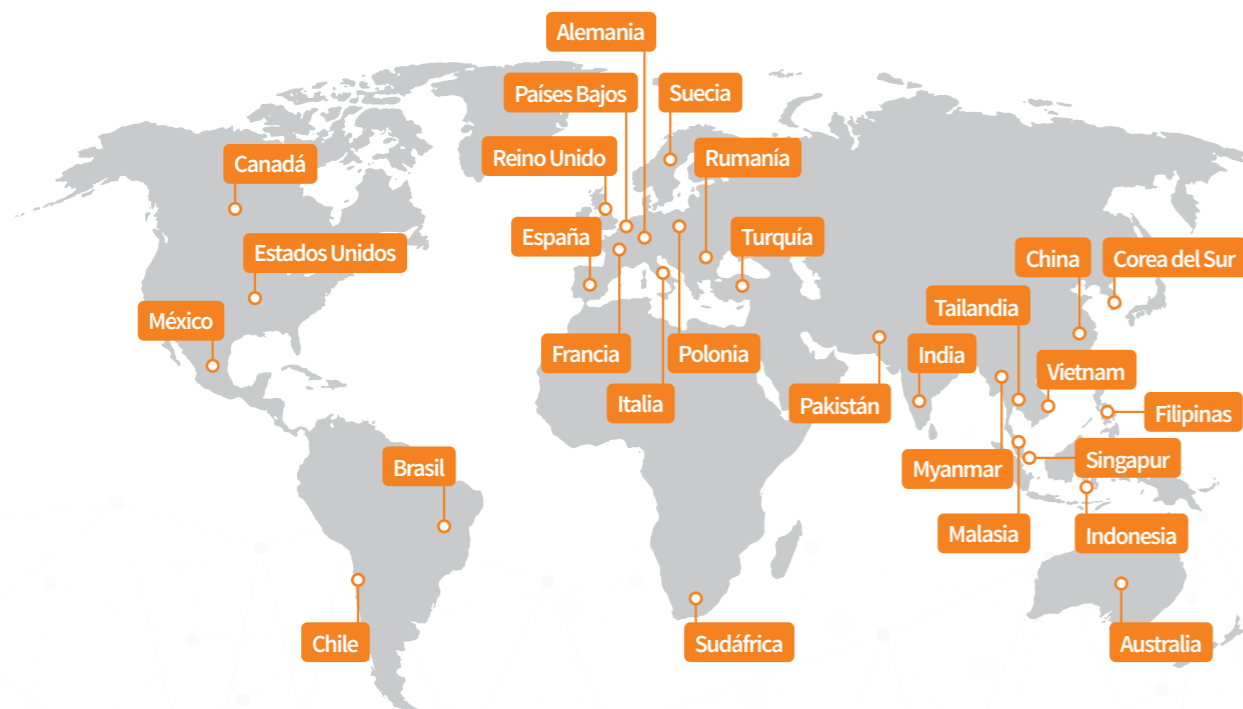 Alemania
Países Bajos
Suecia
Reino Unido
Rumanía
Canadá
España
Turquía
Estados Unidos
China
Corea del Sur
México
Tailandia
Francia
Polonia
India
Vietnam
Italia
Pakistán
Filipinas
Brasil
Myanmar
Singapur
Malasia
Indonesia
Chile
Sudáfrica
Australia